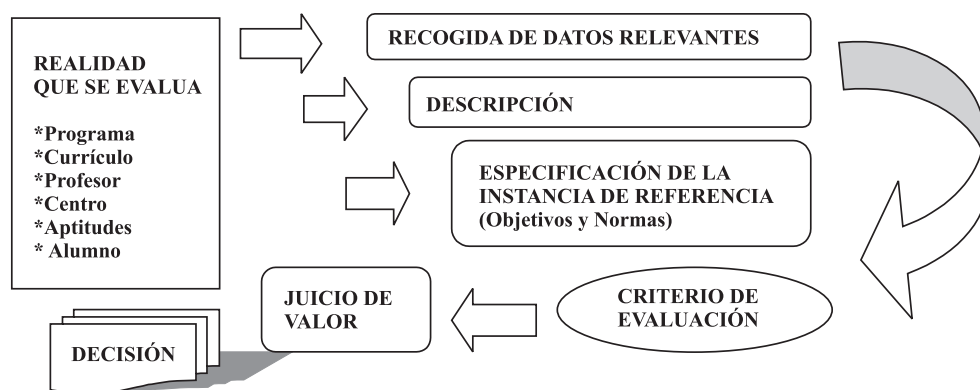 REALIDAD
QUE SE EVALUA
*Programa
*Currículo
*Profesor
*Centro
*Aptitudes
* Alumno
RECOGIDA DE DATOS RELEVANTES
DESCRIPCIÓN
ESPECIFICACIÓN DE LA
INSTANCIA DE REFERENCIA
(Objetivos y Normas)
CRITERIO DE
EVALUACIÓN
JUICIO DE
VALOR
DECISIÓN